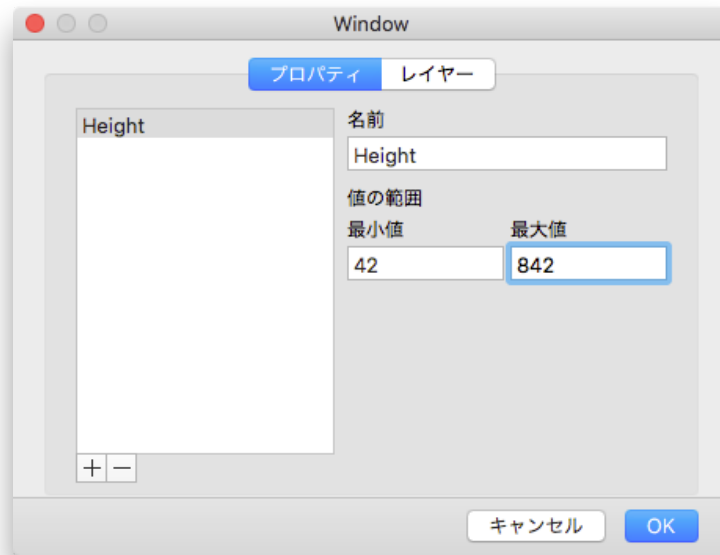 Window
プロパティ レイヤー
Height
名前
Height
値の範囲
最小値 最大値
42 842
キャンセル OK